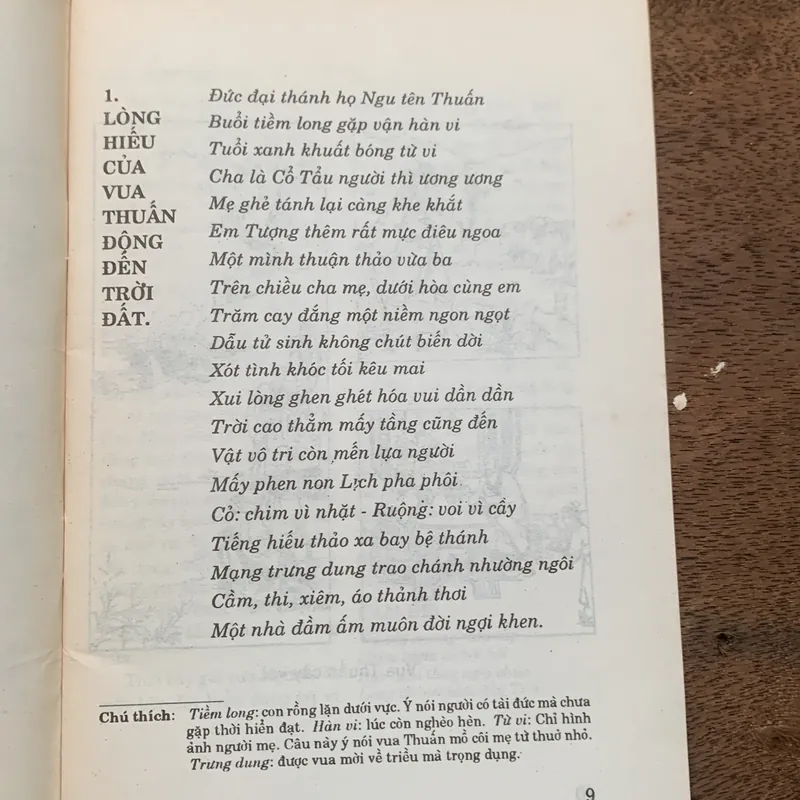 1.
LÒNG
HIẾU
CỦA
VUA
THUẤN
ĐỘNG
ĐẾN
TRỜI
ĐẤT.
Đức đại thánh họ Ngu tên Thuấn
Buổi tiềm long gặp vận hàn vi
Tuổi xanh khuất bóng từ vi
Cha là Cổ Tẩu người thì ương ương
Mẹ ghẻ tánh lại càng khe khắt
Em Tượng thêm rất mực điêu ngoa
Một mình thuận thảo vừa ba
Trên chiều cha mẹ, dưới hòa cùng em
Trăm cay đắng một niềm ngon ngọt
Dẫu tử sinh không chút biến dời
Xót tình khóc tối kêu mai
Xui lòng ghen ghét hóa vui dần dần
Trời cao thẳm mấy tầng cũng đến
Vật vô tri còn mến lựa người
Mấy phen non Lịch pha phôi
Cỏ: chim vì nhặt - Ruộng: voi vì cầy
Tiếng hiếu thảo xa bay bệ thánh
Mạng trưng dung trao chánh nhường ngôi
Cầm, thi, xiêm, áo thảnh thơi
Một nhà đầm ấm muôn đời ngợi khen.
Chú thích: Tiềm long: con rồng lặn dưới vực. Ý nói người có tài đức mà chưa
gặp thời hiển đạt. Hàn vi: lúc còn nghèo hèn. Từ vi: Chỉ hình
ảnh người mẹ. Câu này ý nói vua Thuấn mồ côi mẹ từ thuở nhỏ.
Trưng dung: được vua mời về triều mà trọng dụng.
9